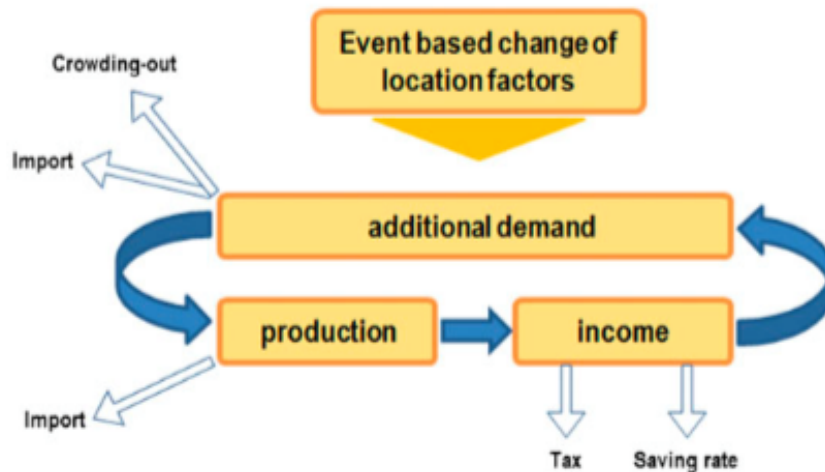 Event based change of
location factors
Crowding-out
Import
additional demand
production
income
Import
Tax
Saving rate